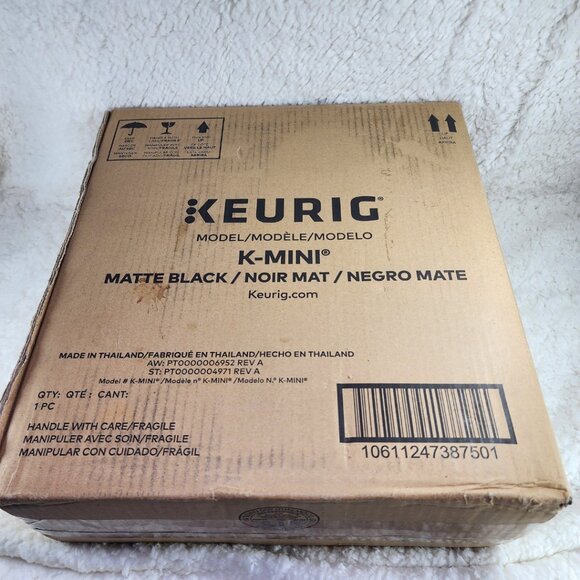 KEURIG®
MODEL/MODÈLE/MODELO
K-MINI®
MATTE BLACK / NOIR MAT / NEGRO MATE
Keurig.com
MADE IN THAILAND/FABRIQUÉ EN THAILAND/HECHO EN THAILAND
AW: PT0000006952 REV A
ST: PT0000004971 REV A
Model # K-MINI® /Modèle nº K-MINI® /Modelo N.º K-MINI®
QTY: QTÉ : CANT:
1 PC
HANDLE WITH CARE/FRAGILE
MANIPULER AVEC SOIN/FRAGILE
MANIPULAR CON CUIDADO/FRÁGIL
10611247387501